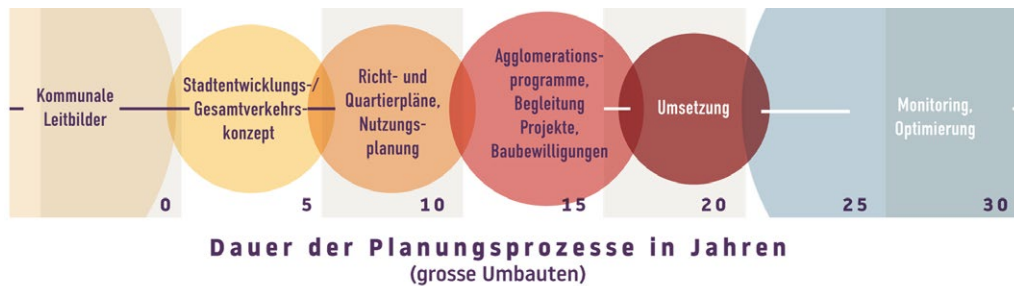 Kommunale
Leitbilder
Stadtentwicklungs-/
Gesamtverkehrs-
konzept
Richt- und
Quartierpläne,
Nutzungs-
planung
Agglomerations-
programme,
Begleitung
Projekte,
Baubewilligungen
Umsetzung
Monitoring,
Optimierung
0 5 10 15 20 25 30
Dauer der Planungsprozesse in Jahren
(grosse Umbauten)